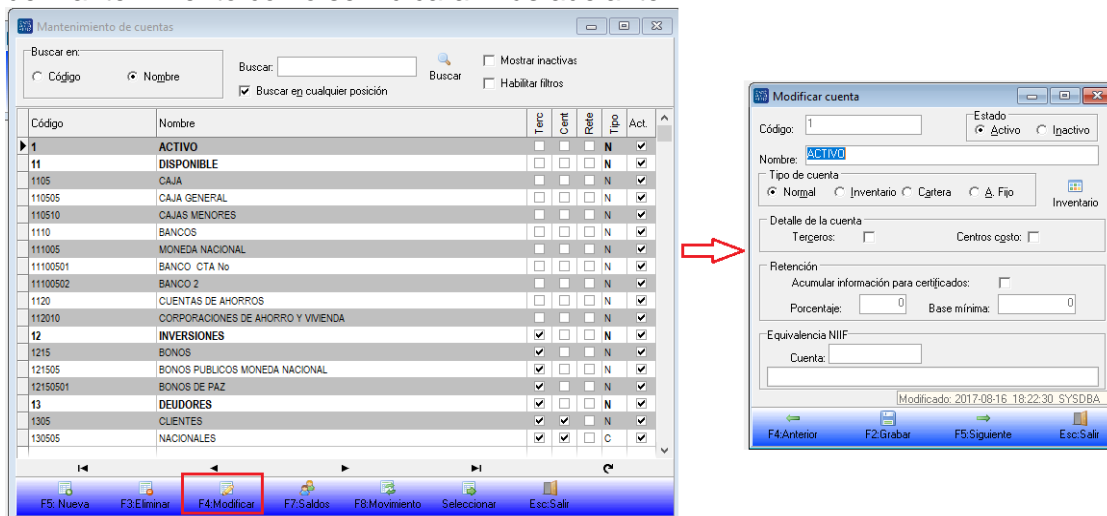 Mantenimiento de cuentas
Buscar en:
Código
Nombre
Buscar:
Buscar en cualquier posición
Buscar
Mostrar inactivas
Habilitar filtros
Código Nombre Terc Cent Rete Tipo Act.
1 ACTIVO N
11 DISPONIBLE N
1105 CAJA N
110505 CAJA GENERAL N
110510 CAJAS MENORES N
1110 BANCOS N
111005 MONEDA NACIONAL N
11100501 BANCO CTA No N
11100502 BANCO 2 N
1120 CUENTAS DE AHORROS N
112010 CORPORACIONES DE AHORRO Y VIVIENDA N
12 INVERSIONES N
1215 BONOS N
121505 BONOS PUBLICOS MONEDA NACIONAL N
12150501 BONOS DE PAZ N
13 DEUDORES N
1305 CLIENTES N
130505 NACIONALES C
F5: Nueva F3:Eliminar F4:Modificar F7:Saldos F8:Movimiento Seleccionar Esc:Salir
Modificar cuenta
Código: 1
Estado
Activo Inactivo
Nombre: ACTIVO
Tipo de cuenta
Normal Inventario Cartera A. Fijo
Inventario
Detalle de la cuenta
Terceros: Centros costo:
Retención
Acumular información para certificados:
Porcentaje: 0 Base mínima: 0
Equivalencia NIIF
Cuenta:
Modificado: 2017-08-16 18:22:30 SYSDBA
F4:Anterior F2:Grabar F5:Siguiente Esc:Salir